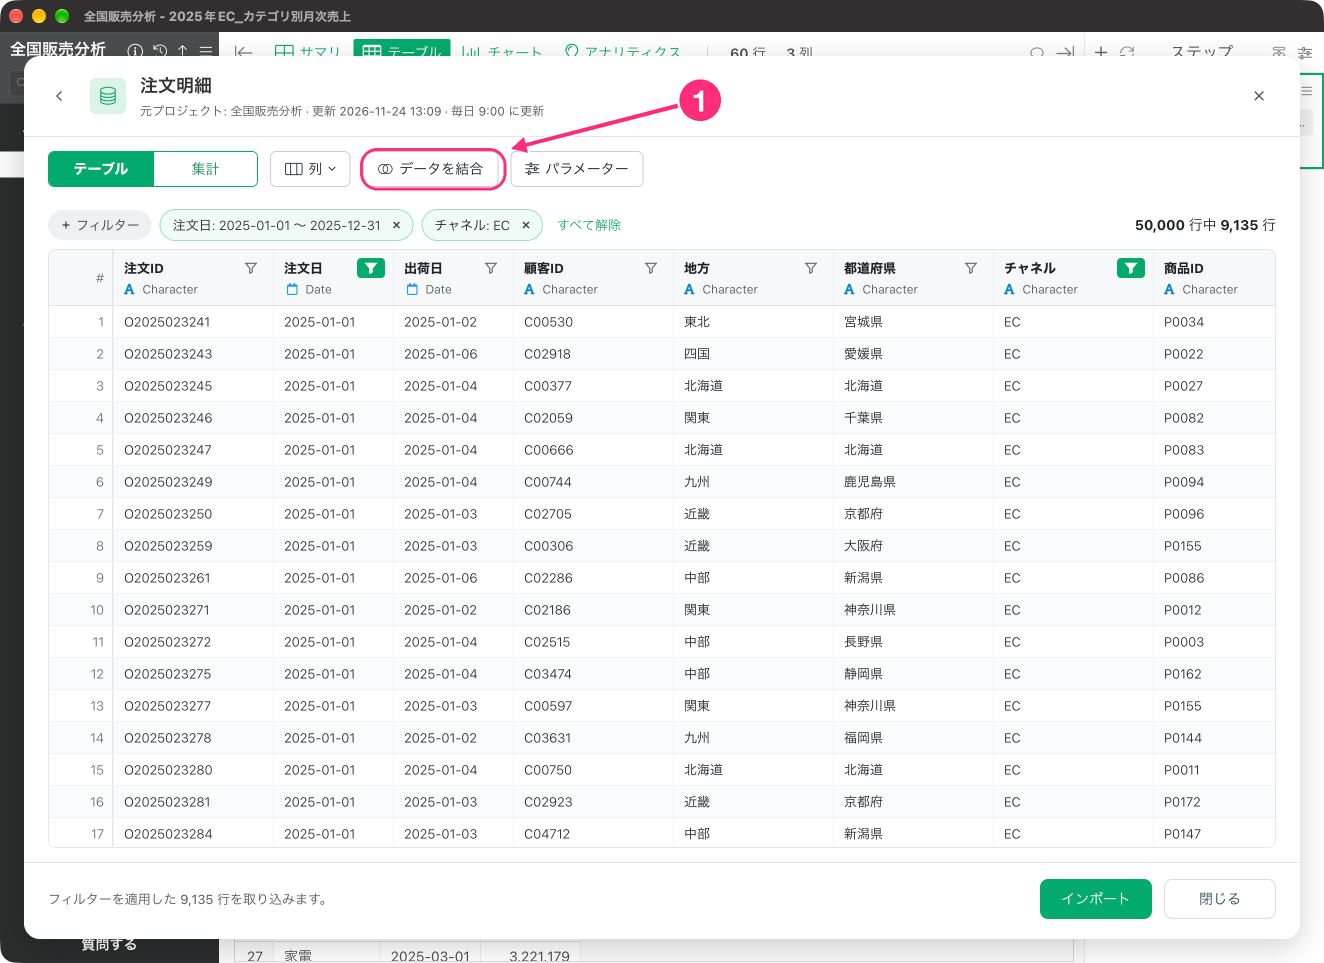 全国販売分析 - 2025年EC_カテゴリ別月次売上
全国販売分析
サマリ テーブル チャート アナリティクス 60 行 3 列 ステップ
注文明細
元プロジェクト: 全国販売分析 · 更新 2026-11-24 13:09 · 毎日 9:00 に更新
1
テーブル 集計 列 データを結合 パラメーター
+ フィルター 注文日: 2025-01-01 〜 2025-12-31 × チャネル: EC × すべて解除 50,000 行中 9,135 行
# 注文ID 注文日 出荷日 顧客ID 地方 都道府県 チャネル 商品ID
A Character Date Date A Character A Character A Character A Character A Character
1 O2025023241 2025-01-01 2025-01-02 C00530 東北 宮城県 EC P0034
2 O2025023243 2025-01-01 2025-01-06 C02918 四国 愛媛県 EC P0022
3 O2025023245 2025-01-01 2025-01-04 C00377 北海道 北海道 EC P0027
4 O2025023246 2025-01-01 2025-01-04 C02059 関東 千葉県 EC P0082
5 O2025023247 2025-01-01 2025-01-04 C00666 北海道 北海道 EC P0083
6 O2025023249 2025-01-01 2025-01-04 C00744 九州 鹿児島県 EC P0094
7 O2025023250 2025-01-01 2025-01-03 C02705 近畿 京都府 EC P0096
8 O2025023259 2025-01-01 2025-01-03 C00306 近畿 大阪府 EC P0155
9 O2025023261 2025-01-01 2025-01-06 C02286 中部 新潟県 EC P0086
10 O2025023271 2025-01-01 2025-01-02 C02186 関東 神奈川県 EC P0012
11 O2025023272 2025-01-01 2025-01-04 C02515 中部 長野県 EC P0003
12 O2025023275 2025-01-01 2025-01-04 C03474 中部 静岡県 EC P0162
13 O2025023277 2025-01-01 2025-01-03 C00597 関東 神奈川県 EC P0155
14 O2025023278 2025-01-01 2025-01-02 C03631 九州 福岡県 EC P0144
15 O2025023280 2025-01-01 2025-01-04 C00750 北海道 北海道 EC P0011
16 O2025023281 2025-01-01 2025-01-03 C02923 近畿 京都府 EC P0172
17 O2025023284 2025-01-01 2025-01-03 C04712 中部 新潟県 EC P0147
フィルターを適用した 9,135 行を取り込みます。
インポート 閉じる
質問する
27 家電 2025-03-01 3,221,179